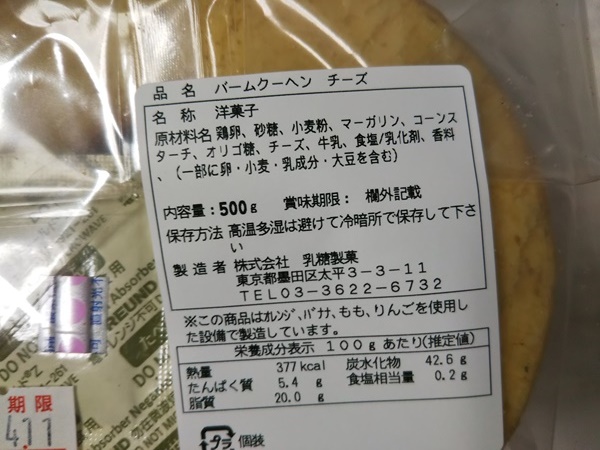 品 名 バームクーヘン チーズ
名 称 洋菓子
原材料名 鶏卵、砂糖、小麦粉、マーガリン、コーンス
ターチ、オリゴ糖、チーズ、牛乳、食塩/乳化剤、香料
、(一部に卵・小麦・乳成分・大豆を含む)
内容量:500g 賞味期限: 欄外記載
保存方法 高温多湿は避けて冷暗所で保存して下さ
い
製 造 者 株式会社 乳糖製菓
東京都墨田区太平3-3-11
TEL03-3622-6732
※この商品はオレンジ、バナナ、もも、りんごを使用し
た設備で製造しています。
栄養成分表示 100gあたり(推定値)
熱量 377kcal 炭水化物 42.6g
たんぱく質 5.4 g 食塩相当量 0.2g
脂質 20.0 g
プラ 個装
Absorber
DO NOT
期限
411